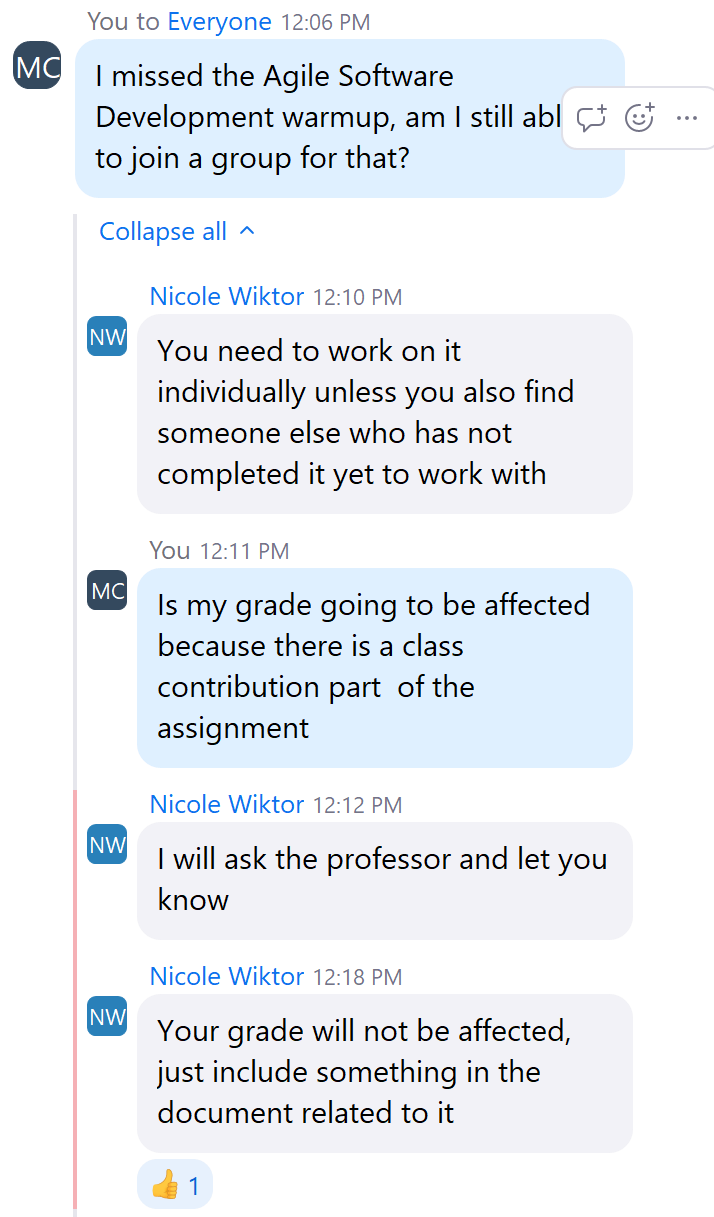 You to Everyone 12:06 PM
MC
I missed the Agile Software
Development warmup, am I still abl
to join a group for that?
Collapse all
Nicole Wiktor 12:10 PM
NW
You need to work on it
individually unless you also find
someone else who has not
completed it yet to work with
You 12:11 PM
MC
Is my grade going to be affected
because there is a class
contribution part  of the
assignment
Nicole Wiktor 12:12 PM
NW
I will ask the professor and let you
know
Nicole Wiktor 12:18 PM
NW
Your grade will not be affected,
just include something in the
document related to it
👍 1